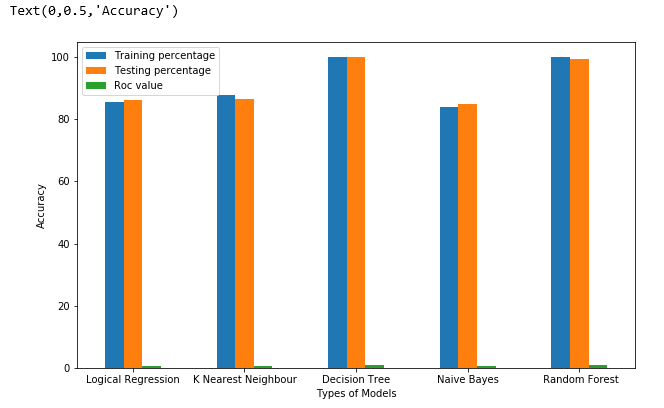 Text(0,0.5,'Accuracy')
Training percentage
Testing percentage
Roc value
100
80
60
40
20
0
Accuracy
Logical Regression K Nearest Neighbour Decision Tree Naive Bayes Random Forest
Types of Models